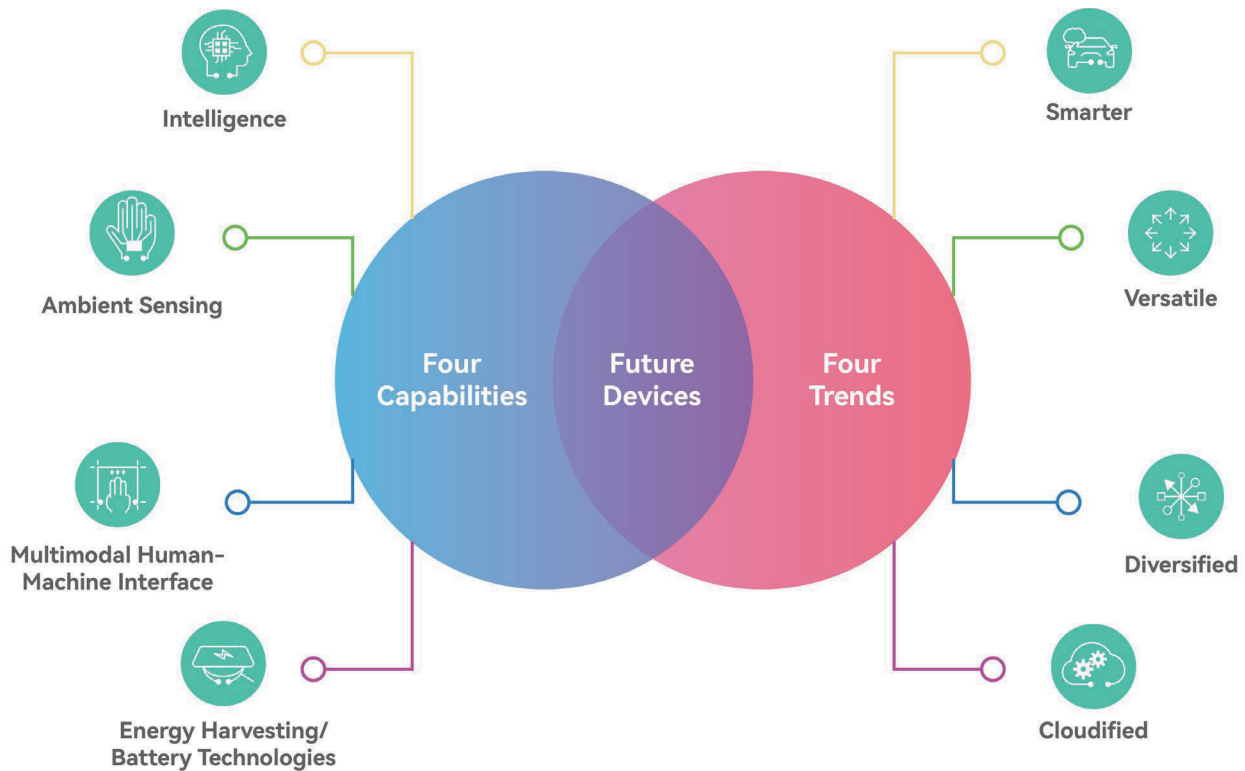 Intelligence
Ambient Sensing
Multimodal Human-
Machine Interface
Energy Harvesting/
Battery Technologies
Four
Capabilities
Future
Devices
Four
Trends
Smarter
Versatile
Diversified
Cloudified